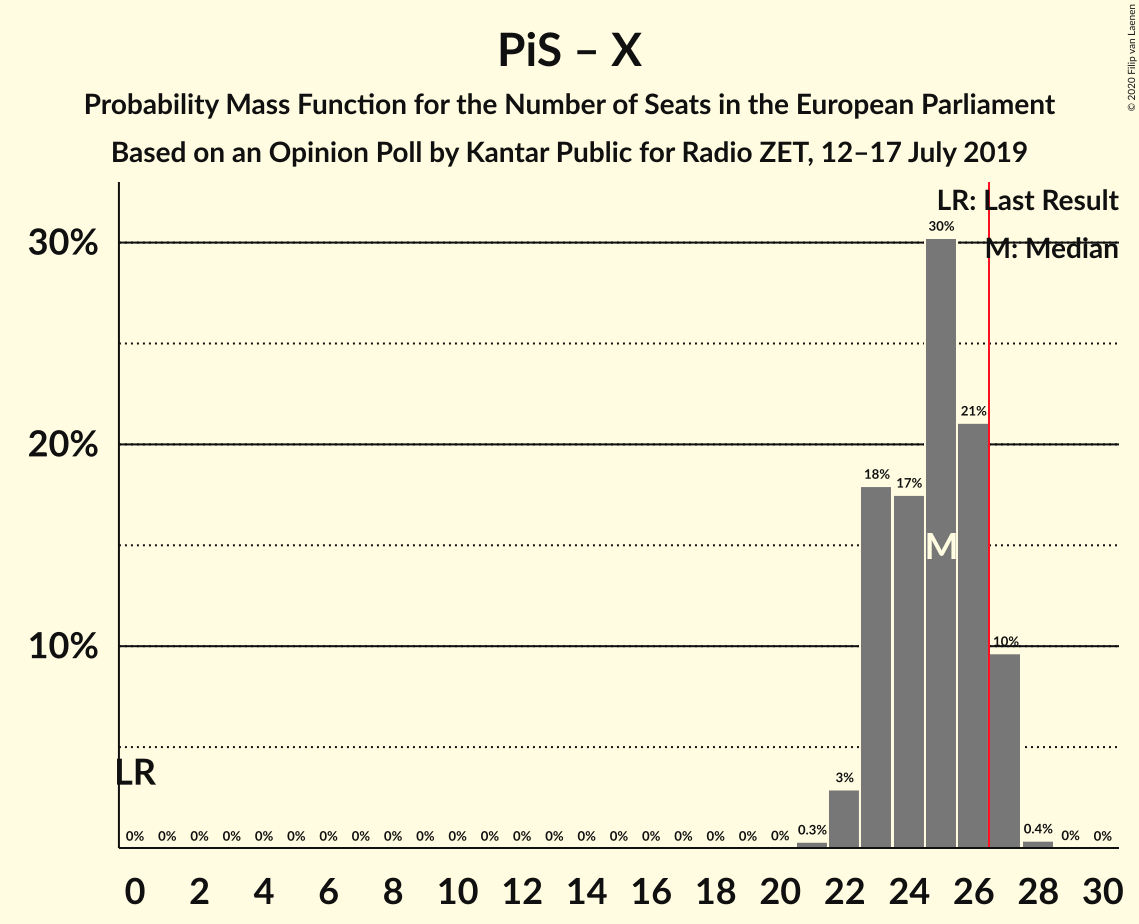 PiS – X
Probability Mass Function for the Number of Seats in the European Parliament
Based on an Opinion Poll by Kantar Public for Radio ZET, 12–17 July 2019
© 2020 Filip van Laenen
LR: Last Result
M: Median
30%
20%
10%
30%
21%
18%
17%
M
10%
LR
3%
0% 0% 0% 0% 0% 0% 0% 0% 0% 0% 0% 0% 0% 0% 0% 0% 0% 0% 0% 0% 0% 0.3% 0.4% 0% 0%
0 2 4 6 8 10 12 14 16 18 20 22 24 26 28 30